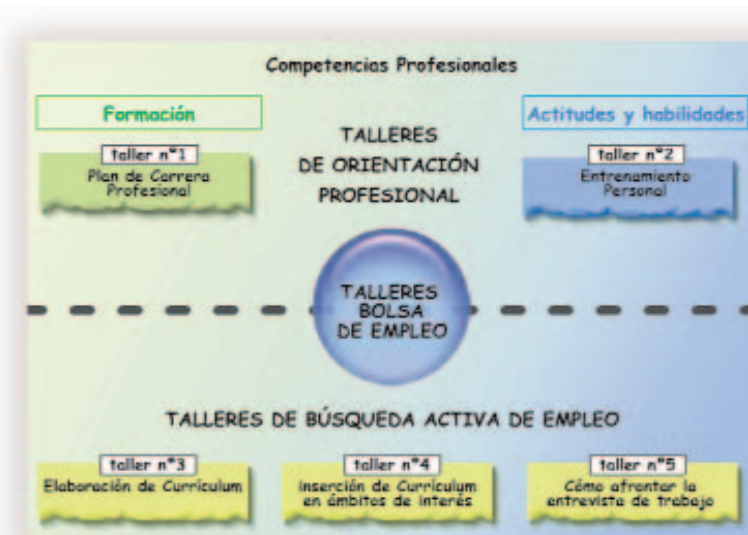 Competencias Profesionales
Formación
Actitudes y habilidades
TALLERES
DE ORIENTACIÓN
PROFESIONAL
taller nº1
Plan de Carrera
Profesional
taller nº2
Entrenamiento
Personal
TALLERES
BOLSA
DE EMPLEO
TALLERES DE BÚSQUEDA ACTIVA DE EMPLEO
taller nº3
Elaboración de Currículum
taller nº4
Inserción de Currículum
en ámbitos de interés
taller nº5
Cómo afrontar la
entrevista de trabajo